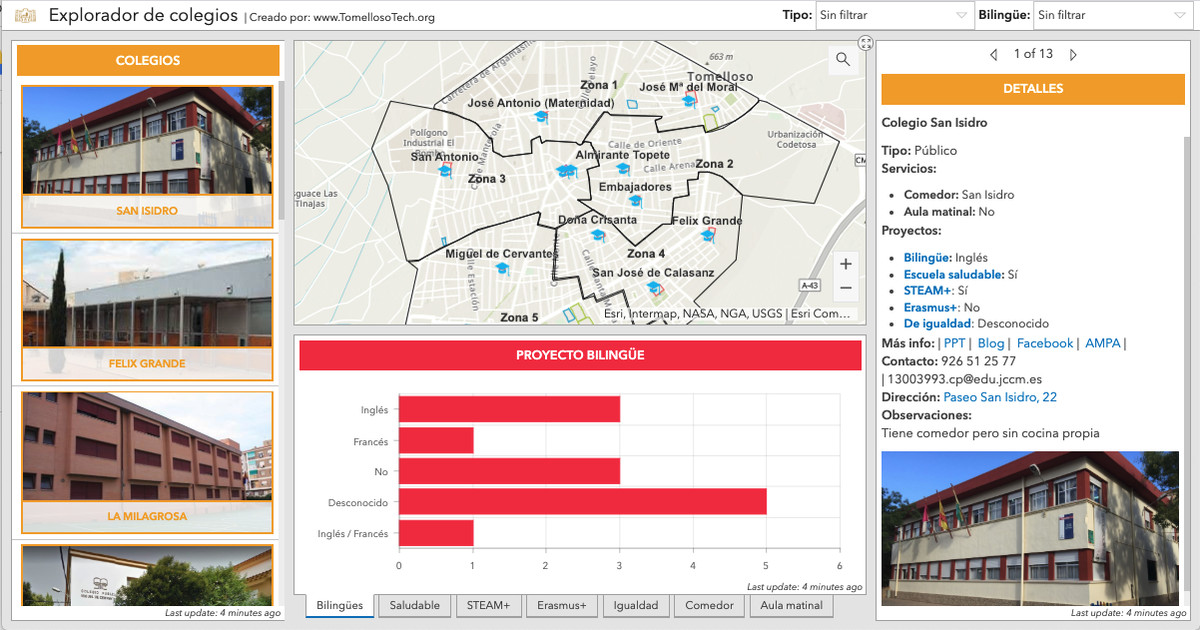 Explorador de colegios | Creado por: www.TomellosoTech.org
Tipo: Sin filtrar Bilingüe: Sin filtrar
COLEGIOS
SAN ISIDRO
FELIX GRANDE
LA MILAGROSA
Last update: 4 minutes ago
Carretera de Argamasilla
663 m
Tomelloso
Zona 1
José Mª del Moral
José Antonio (Maternidad)
Polígono
Industrial El
Bombo
Calle de Oriente
Urbanización
Codetosa
San Antonio
Almirante Topete
Calle Arena
Zona 2
CM
Zona 3
Embajadores
guace Las
Tinajas
Doña Crisanta
Felix Grande
Miguel de Cervantes
Zona 4
San José de Calasanz
Calle Estación
A-43
Zona 5
+
−
Esri, Intermap, NASA, NGA, USGS | Esri Com...
PROYECTO BILINGÜE
Inglés
Francés
No
Desconocido
Inglés / Francés
0 1 2 3 4 5 6
Last update: 4 minutes ago
Bilingües Saludable STEAM+ Erasmus+ Igualdad Comedor Aula matinal
1 of 13
DETALLES
Colegio San Isidro
Tipo: Público
Servicios:
• Comedor: San Isidro
• Aula matinal: No
Proyectos:
• Bilingüe: Inglés
• Escuela saludable: Sí
• STEAM+: Sí
• Erasmus+: No
• De igualdad: Desconocido
Más info: | PPT | Blog | Facebook | AMPA |
Contacto: 926 51 25 77
| 13003993.cp@edu.jccm.es
Dirección: Paseo San Isidro, 22
Observaciones:
Tiene comedor pero sin cocina propia
Last update: 4 minutes ago